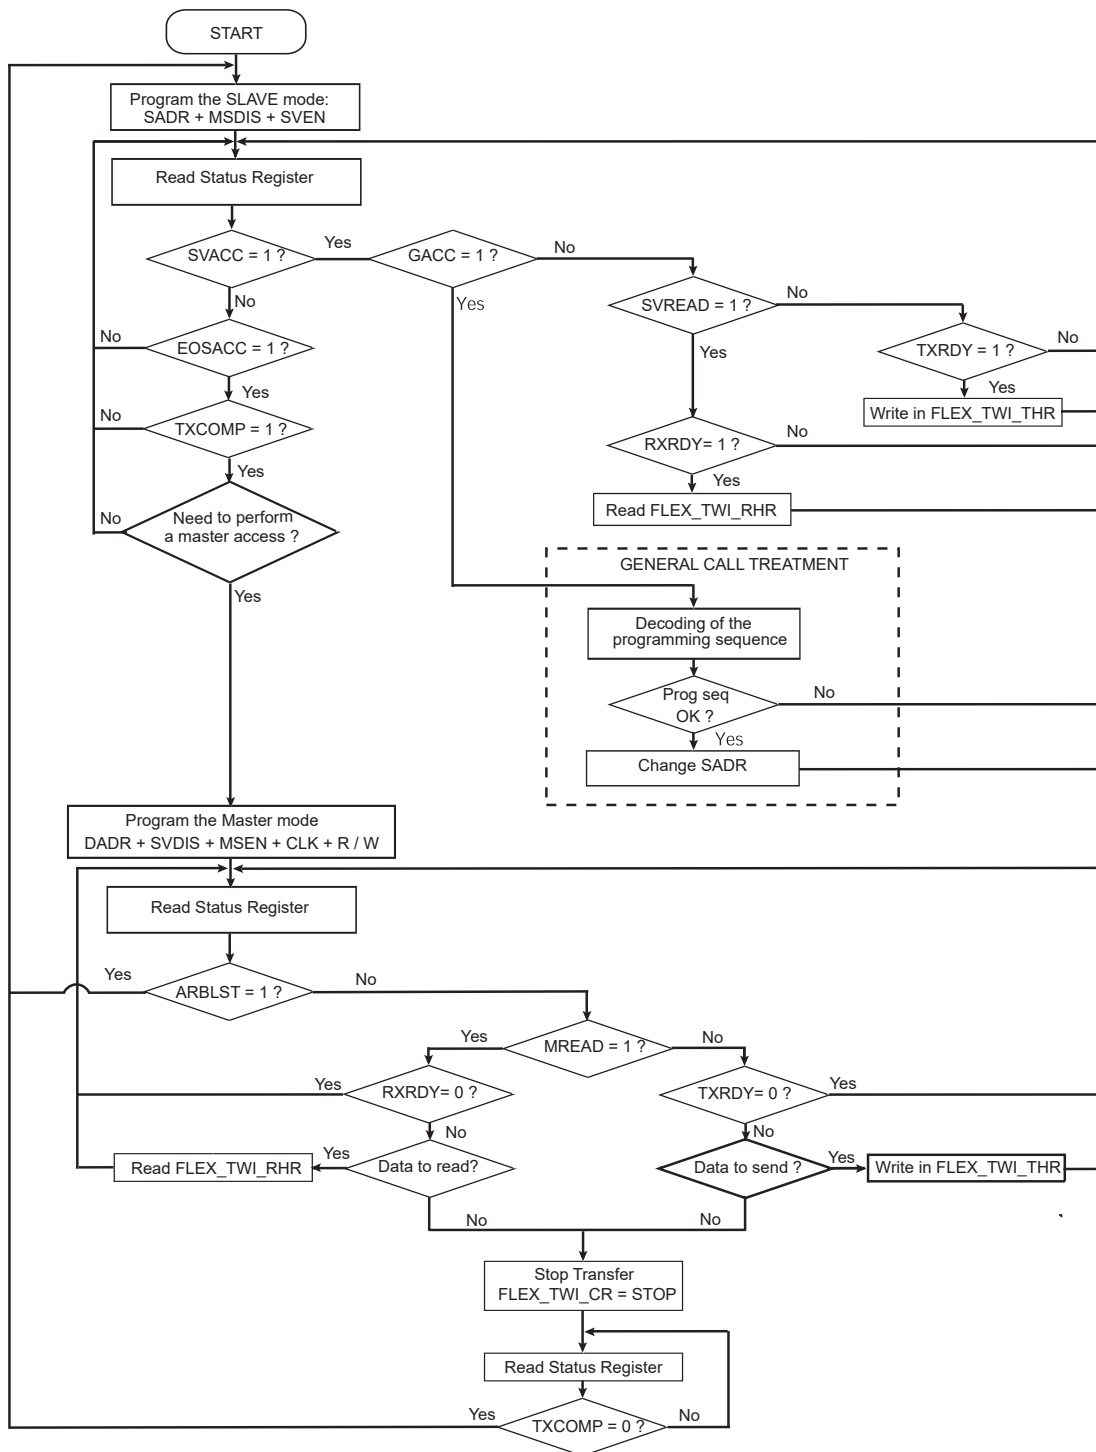 START
Program the SLAVE mode:
SADR + MSDIS + SVEN
Read Status Register
SVACC = 1 ?
Yes
GACC = 1 ?
No
No
Yes
SVREAD = 1 ?
No
EOSACC = 1 ?
No
Yes
TXRDY = 1 ?
No
Yes
Yes
Write in FLEX_TWI_THR
TXCOMP = 1 ?
No
Yes
RXRDY= 1 ?
No
Yes
Read FLEX_TWI_RHR
Need to perform
a master access ?
No
Yes
GENERAL CALL TREATMENT
Decoding of the
programming sequence
Prog seq
OK ?
No
Yes
Change SADR
Program the Master mode
DADR + SVDIS + MSEN + CLK + R / W
Read Status Register
ARBLST = 1 ?
Yes
No
MREAD = 1 ?
Yes
No
RXRDY= 0 ?
Yes
No
TXRDY= 0 ?
Yes
No
Read FLEX_TWI_RHR
Yes
Data to read?
Data to send ?
Yes
Write in FLEX_TWI_THR
No
No
Stop Transfer
FLEX_TWI_CR = STOP
Read Status Register
Yes
TXCOMP = 0 ?
No